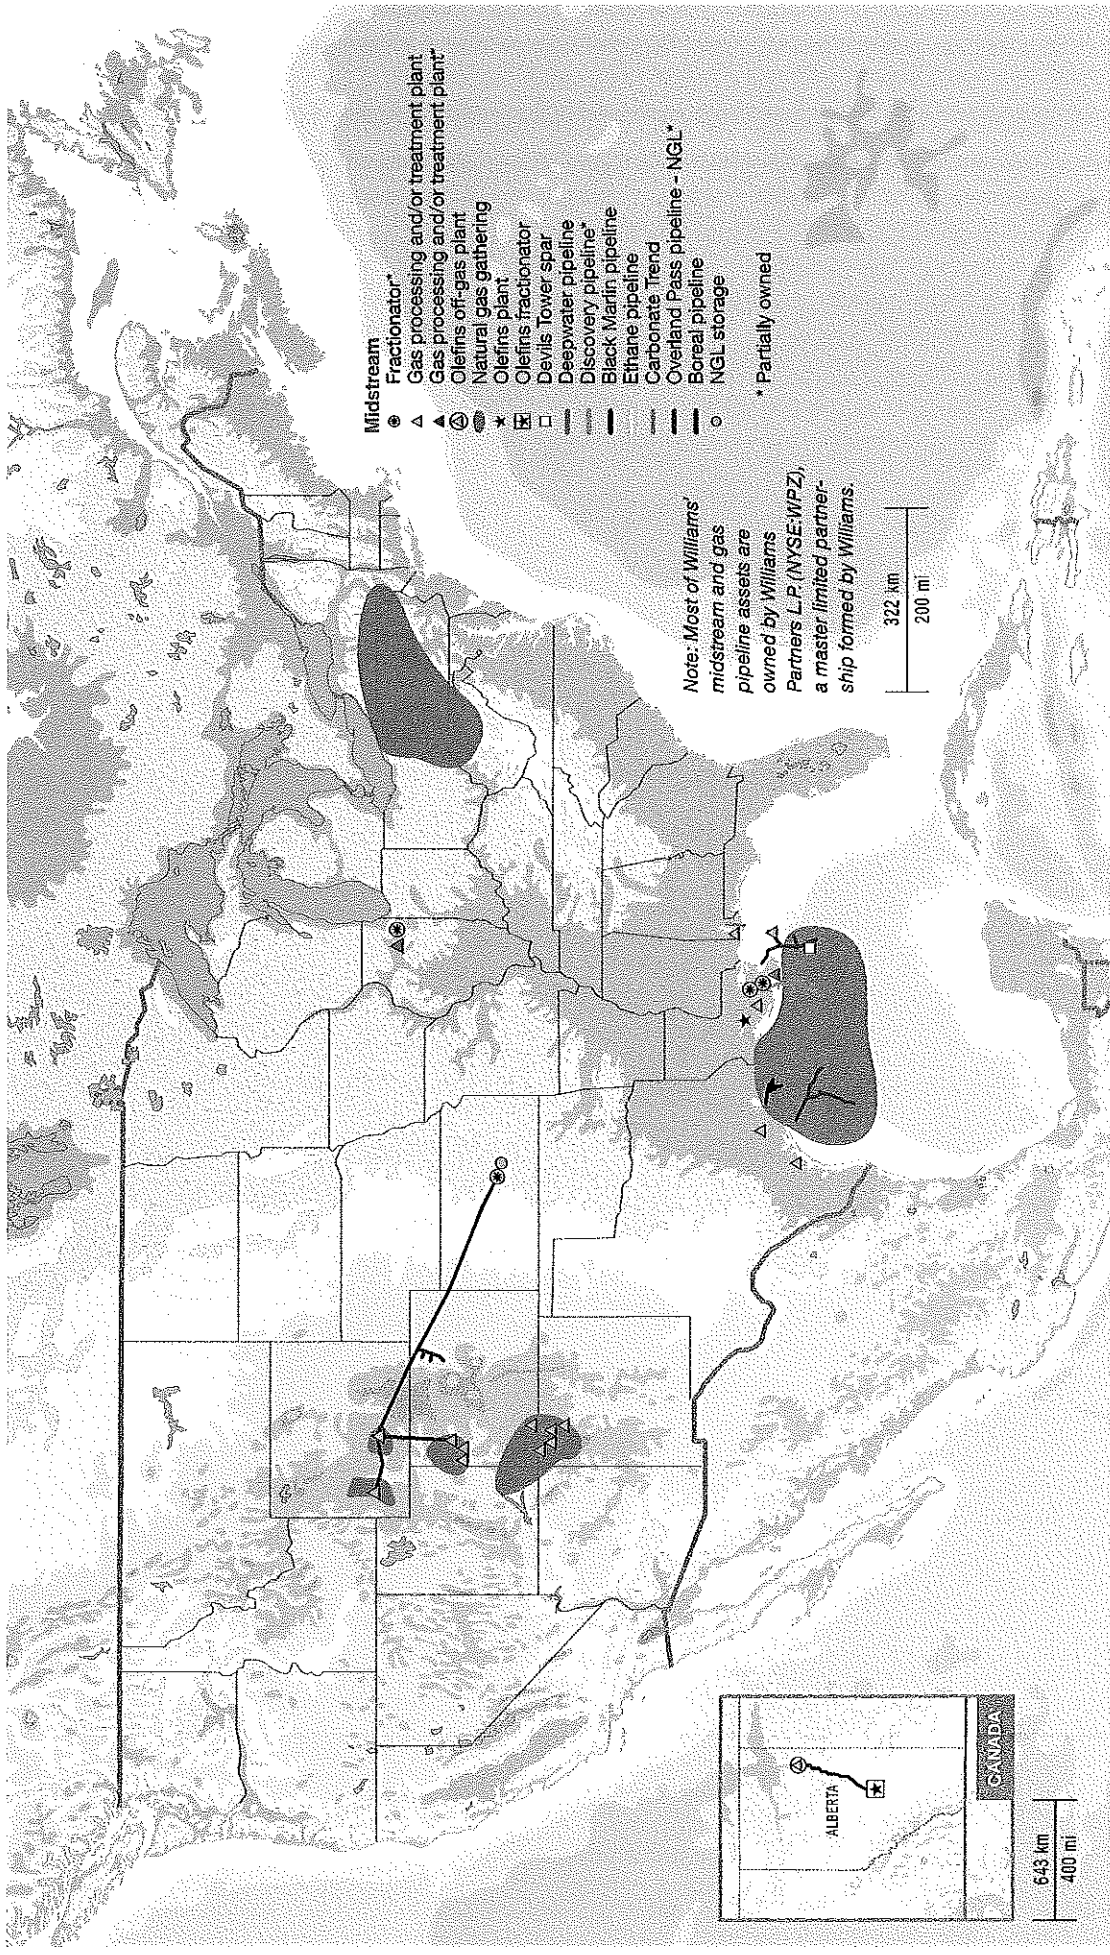 Midstream
Fractionator*
Gas processing and/or treatment plant
Gas processing and/or treatment plant*
Olefins off-gas plant
Natural gas gathering
Olefins plant
Olefins fractionator
Devils Tower spar
Deepwater pipeline
Discovery pipeline*
Black Marlin pipeline
Ethane pipeline
Carbonate Trend
Overland Pass pipeline - NGL*
Boreal pipeline
NGL storage
* Partially owned
Note: Most of Williams'
midstream and gas
pipeline assets are
owned by Williams
Partners L.P. (NYSE:WPZ),
a master limited partner-
ship formed by Williams.
322 km
200 mi
ALBERTA
CANADA
643 km
400 mi